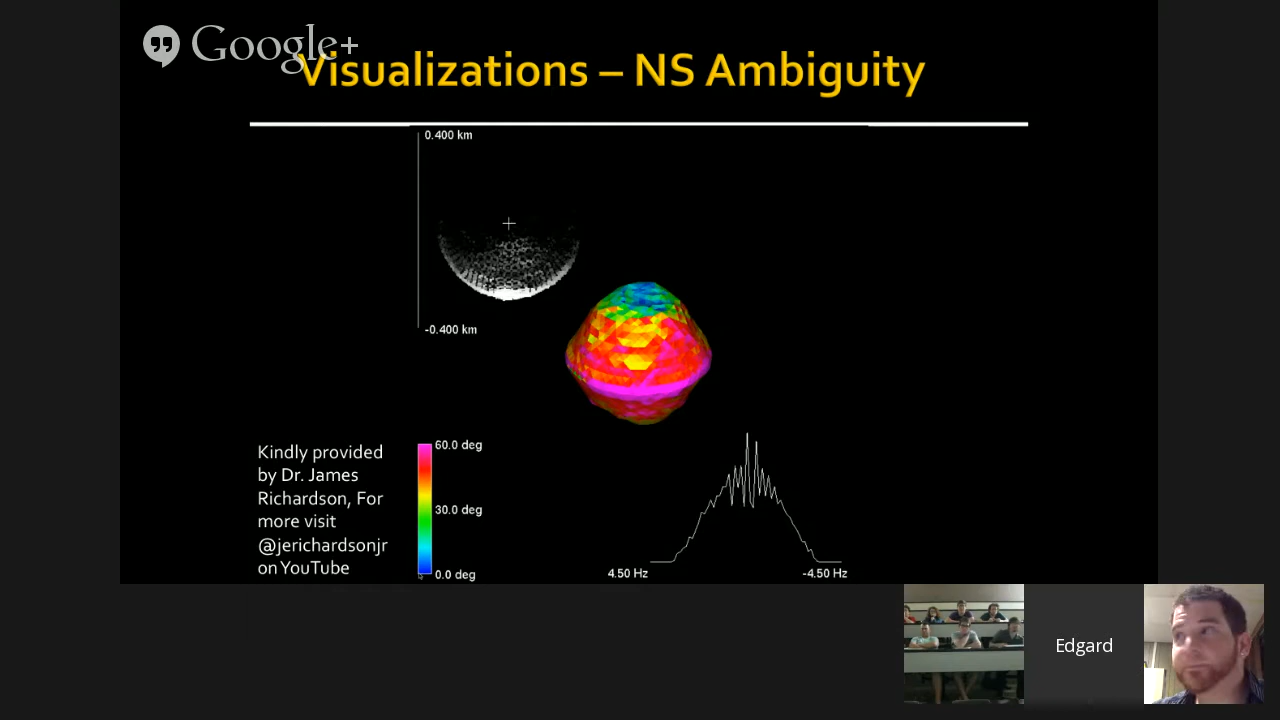 Google+
Visualizations – NS Ambiguity
0.400 km
-0.400 km
Kindly provided
by Dr. James
Richardson, For
more visit
@jerichardsonjr
on YouTube
60.0 deg
30.0 deg
0.0 deg
4.50 Hz
-4.50 Hz
Edgard